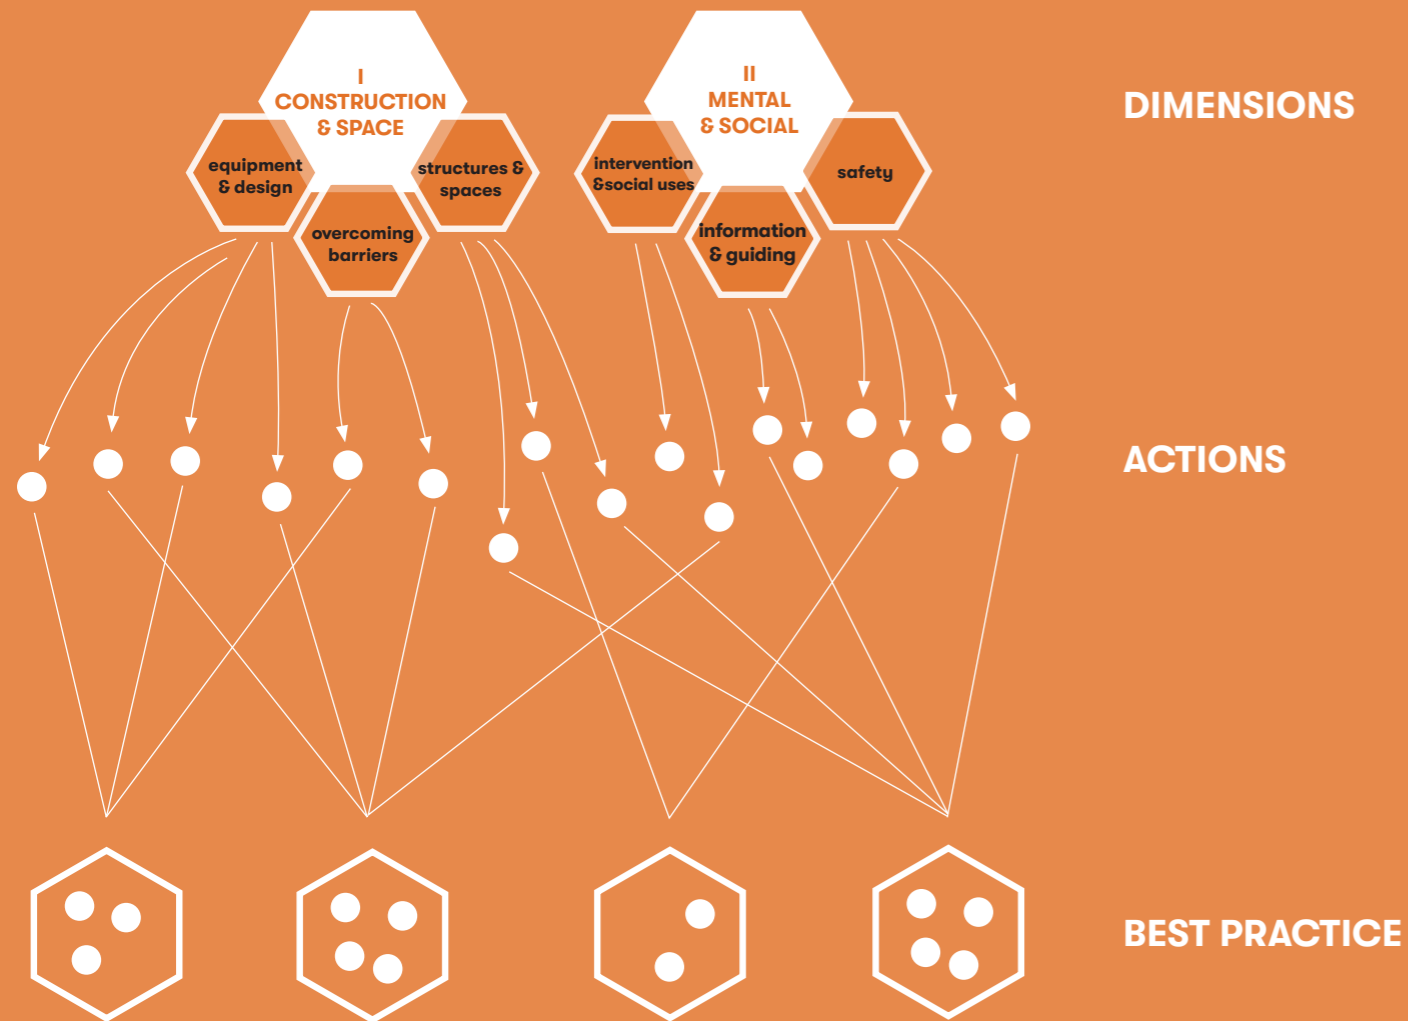 I
CONSTRUCTION
& SPACE
equipment
& design
overcoming
barriers
structures &
spaces
II
MENTAL
& SOCIAL
intervention
&social uses
information
& guiding
safety
DIMENSIONS
ACTIONS
BEST PRACTICE